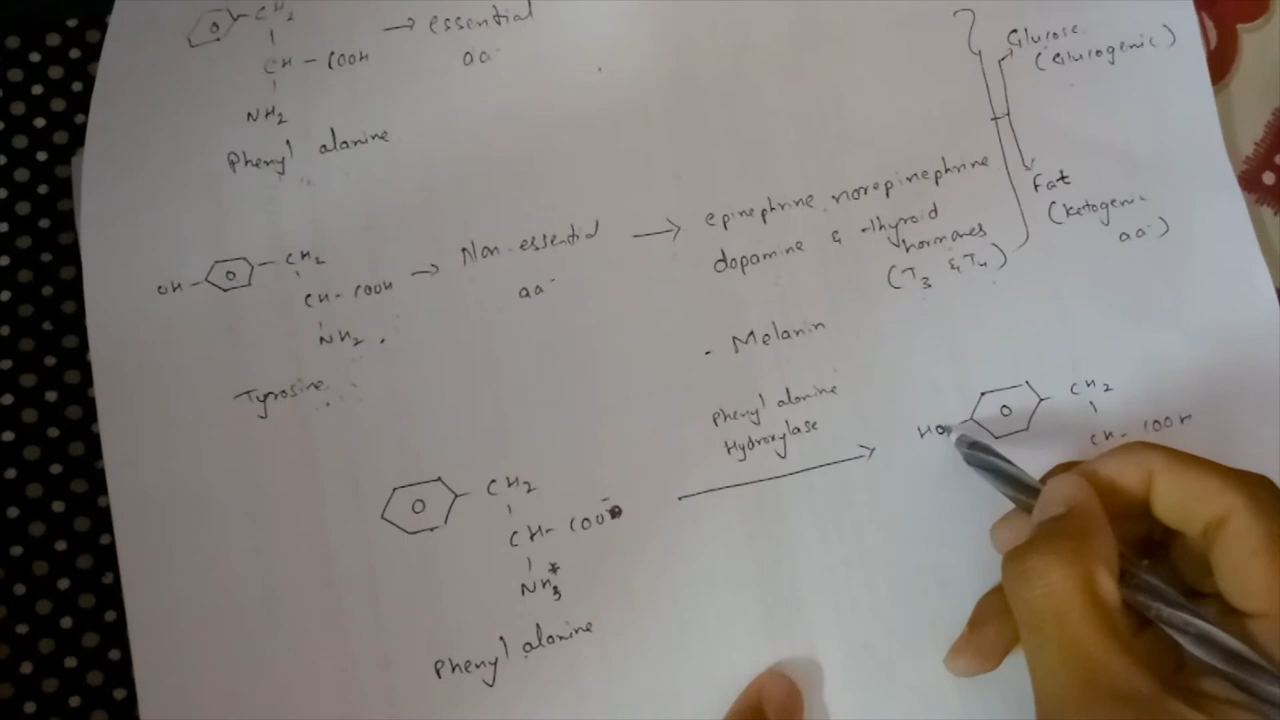 CH2
→ essential
CH - COOH
aa
NH2
Phenyl alanine
Glucose
(Glucogenic)
Fat
(ketogenic
aa)
OH
CH2
→ Non-essential
→ epinephrine, norepinephrine
CH - COOH
aa
dopamine & thyroid
hormones
(T3 & T4)
NH2
Tyrosine
- Melanin
Phenyl alanine
Hydroxylase
HO
CH2
CH - COO
CH2
CH - COO-
NH3
Phenyl alanine